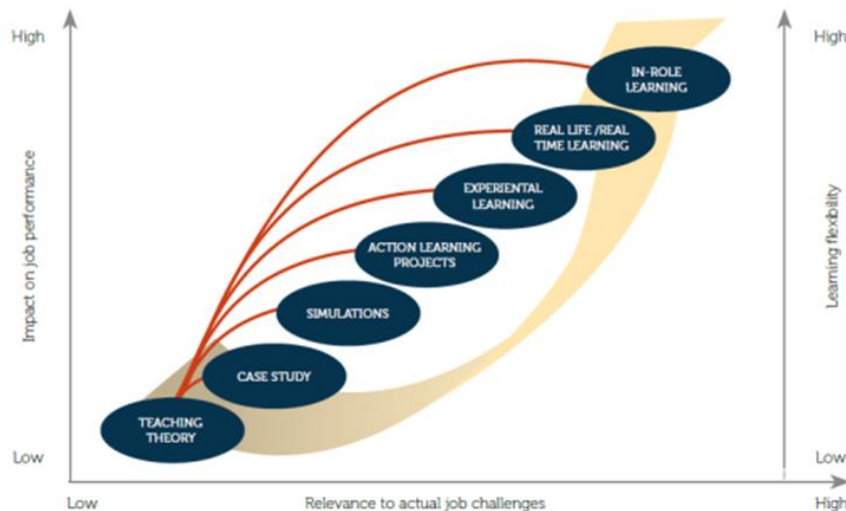 High
High
IN-ROLE
LEARNING
REAL LIFE /REAL
TIME LEARNING
EXPERIENTAL
LEARNING
ACTION LEARNING
PROJECTS
SIMULATIONS
CASE STUDY
TEACHING
THEORY
Impact on job performance
Learning flexibility
Low
Low
Low
Relevance to actual job challenges
High